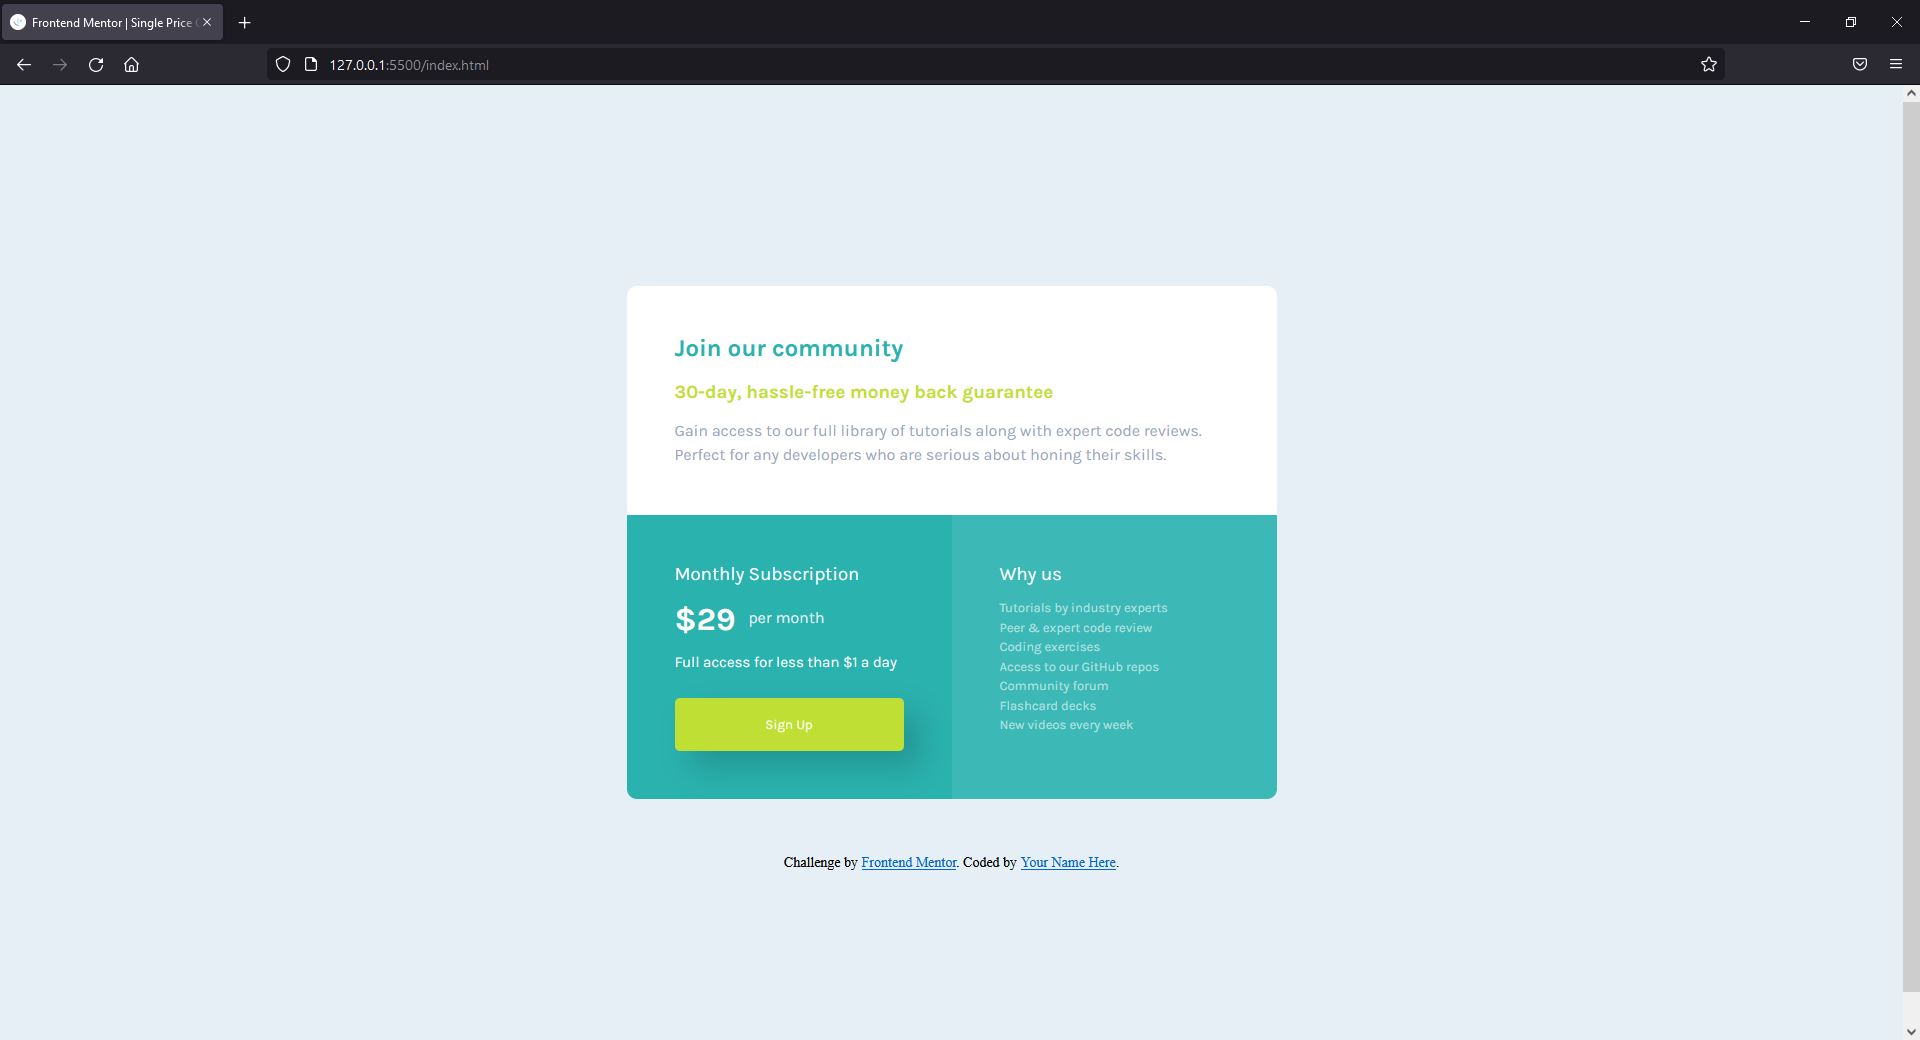 Frontend Mentor | Single Price
127.0.0.1:5500/index.html
Join our community
30-day, hassle-free money back guarantee
Gain access to our full library of tutorials along with expert code reviews.
Perfect for any developers who are serious about honing their skills.
Monthly Subscription
$29 per month
Full access for less than $1 a day
Sign Up
Why us
Tutorials by industry experts
Peer & expert code review
Coding exercises
Access to our GitHub repos
Community forum
Flashcard decks
New videos every week
Challenge by Frontend Mentor. Coded by Your Name Here.